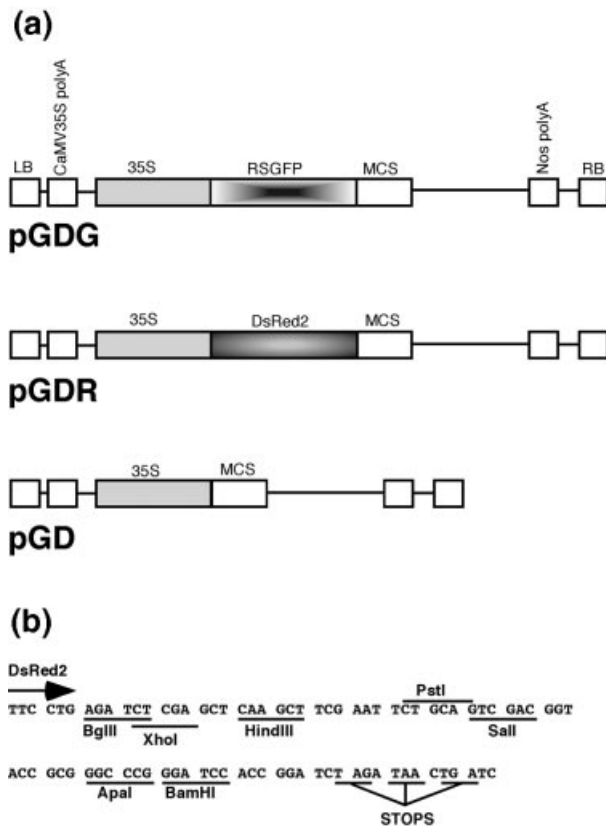 (a)
LB
CaMV35S polyA
35S
RSGFP
MCS
Nos polyA
RB
pGDG
35S
DsRed2
MCS
pGDR
35S
MCS
pGD
(b)
DsRed2
PstI
TTC CTG AGA TCT CGA GCT CAA GCT TCG AAT TCT GCA GTC GAC GGT
BglII
XhoI
HindIII
SalI
ACC GCG GGC CCG GGA TCC ACC GGA TCT AGA TAA CTG ATC
ApaI
BamHI
STOPS